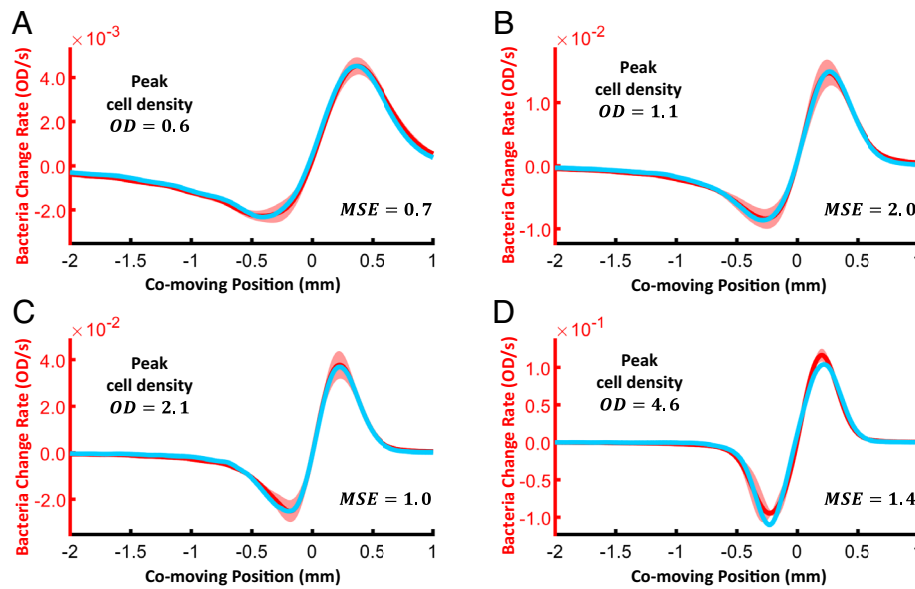 A
×10⁻³
Bacteria Change Rate (OD/s)
4.0
2.0
0.0
-2.0
Peak
cell density
OD = 0.6
MSE = 0.7
-2 -1.5 -1 -0.5 0 0.5 1
Co-moving Position (mm)
B
×10⁻²
Bacteria Change Rate (OD/s)
1.0
0.0
-1.0
Peak
cell density
OD = 1.1
MSE = 2.0
-2 -1.5 -1 -0.5 0 0.5 1
Co-moving Position (mm)
C
×10⁻²
Bacteria Change Rate (OD/s)
4.0
2.0
0.0
-2.0
Peak
cell density
OD = 2.1
MSE = 1.0
-2 -1.5 -1 -0.5 0 0.5 1
Co-moving Position (mm)
D
×10⁻¹
Bacteria Change Rate (OD/s)
1.0
0.5
0.0
-0.5
-1.0
Peak
cell density
OD = 4.6
MSE = 1.4
-2 -1.5 -1 -0.5 0 0.5 1
Co-moving Position (mm)